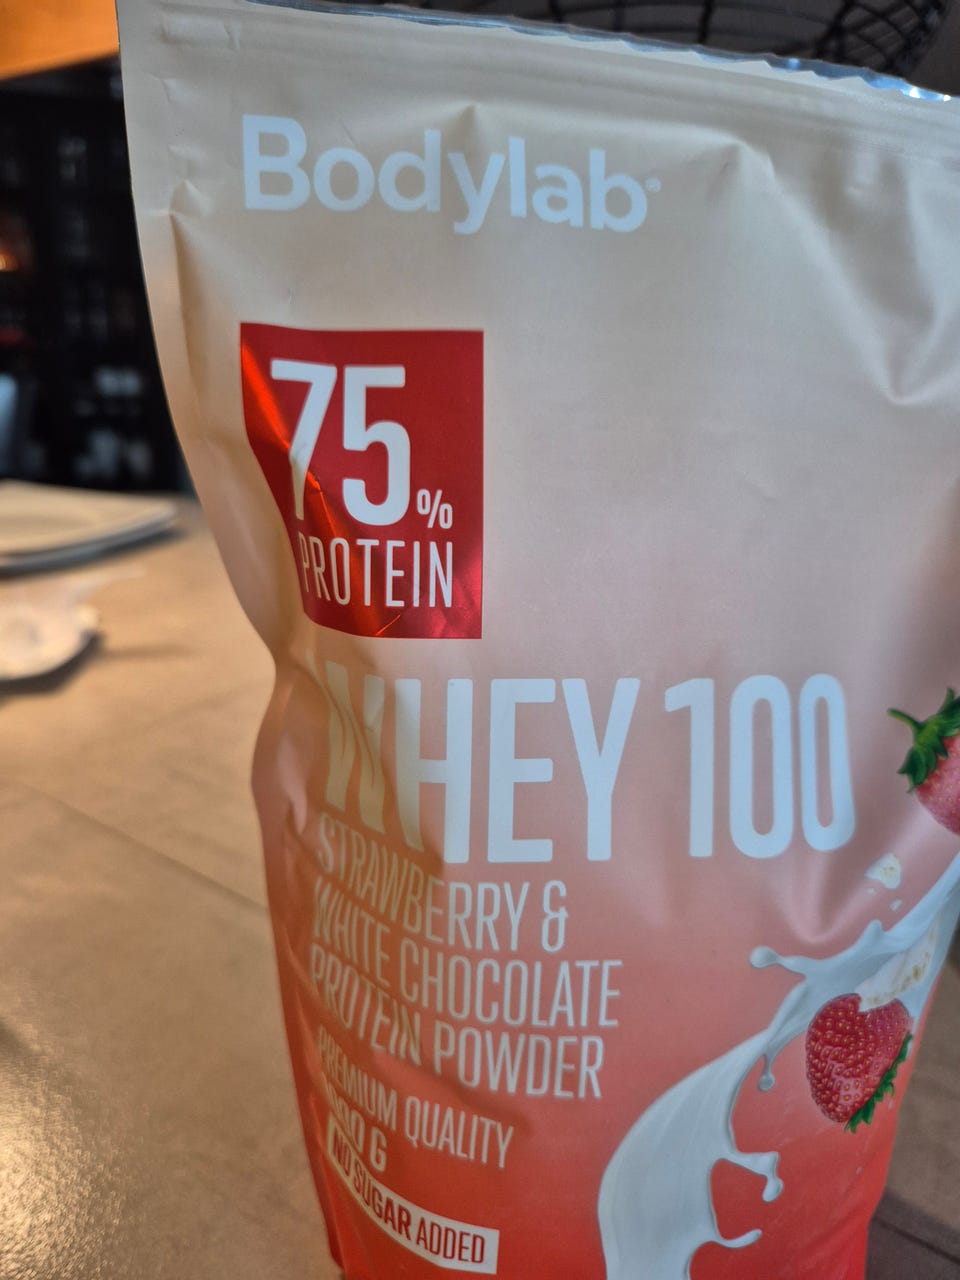 Bodylab®
75%
PROTEIN
WHEY 100
STRAWBERRY &
WHITE CHOCOLATE
PROTEIN POWDER
PREMIUM QUALITY
G
NO SUGAR ADDED